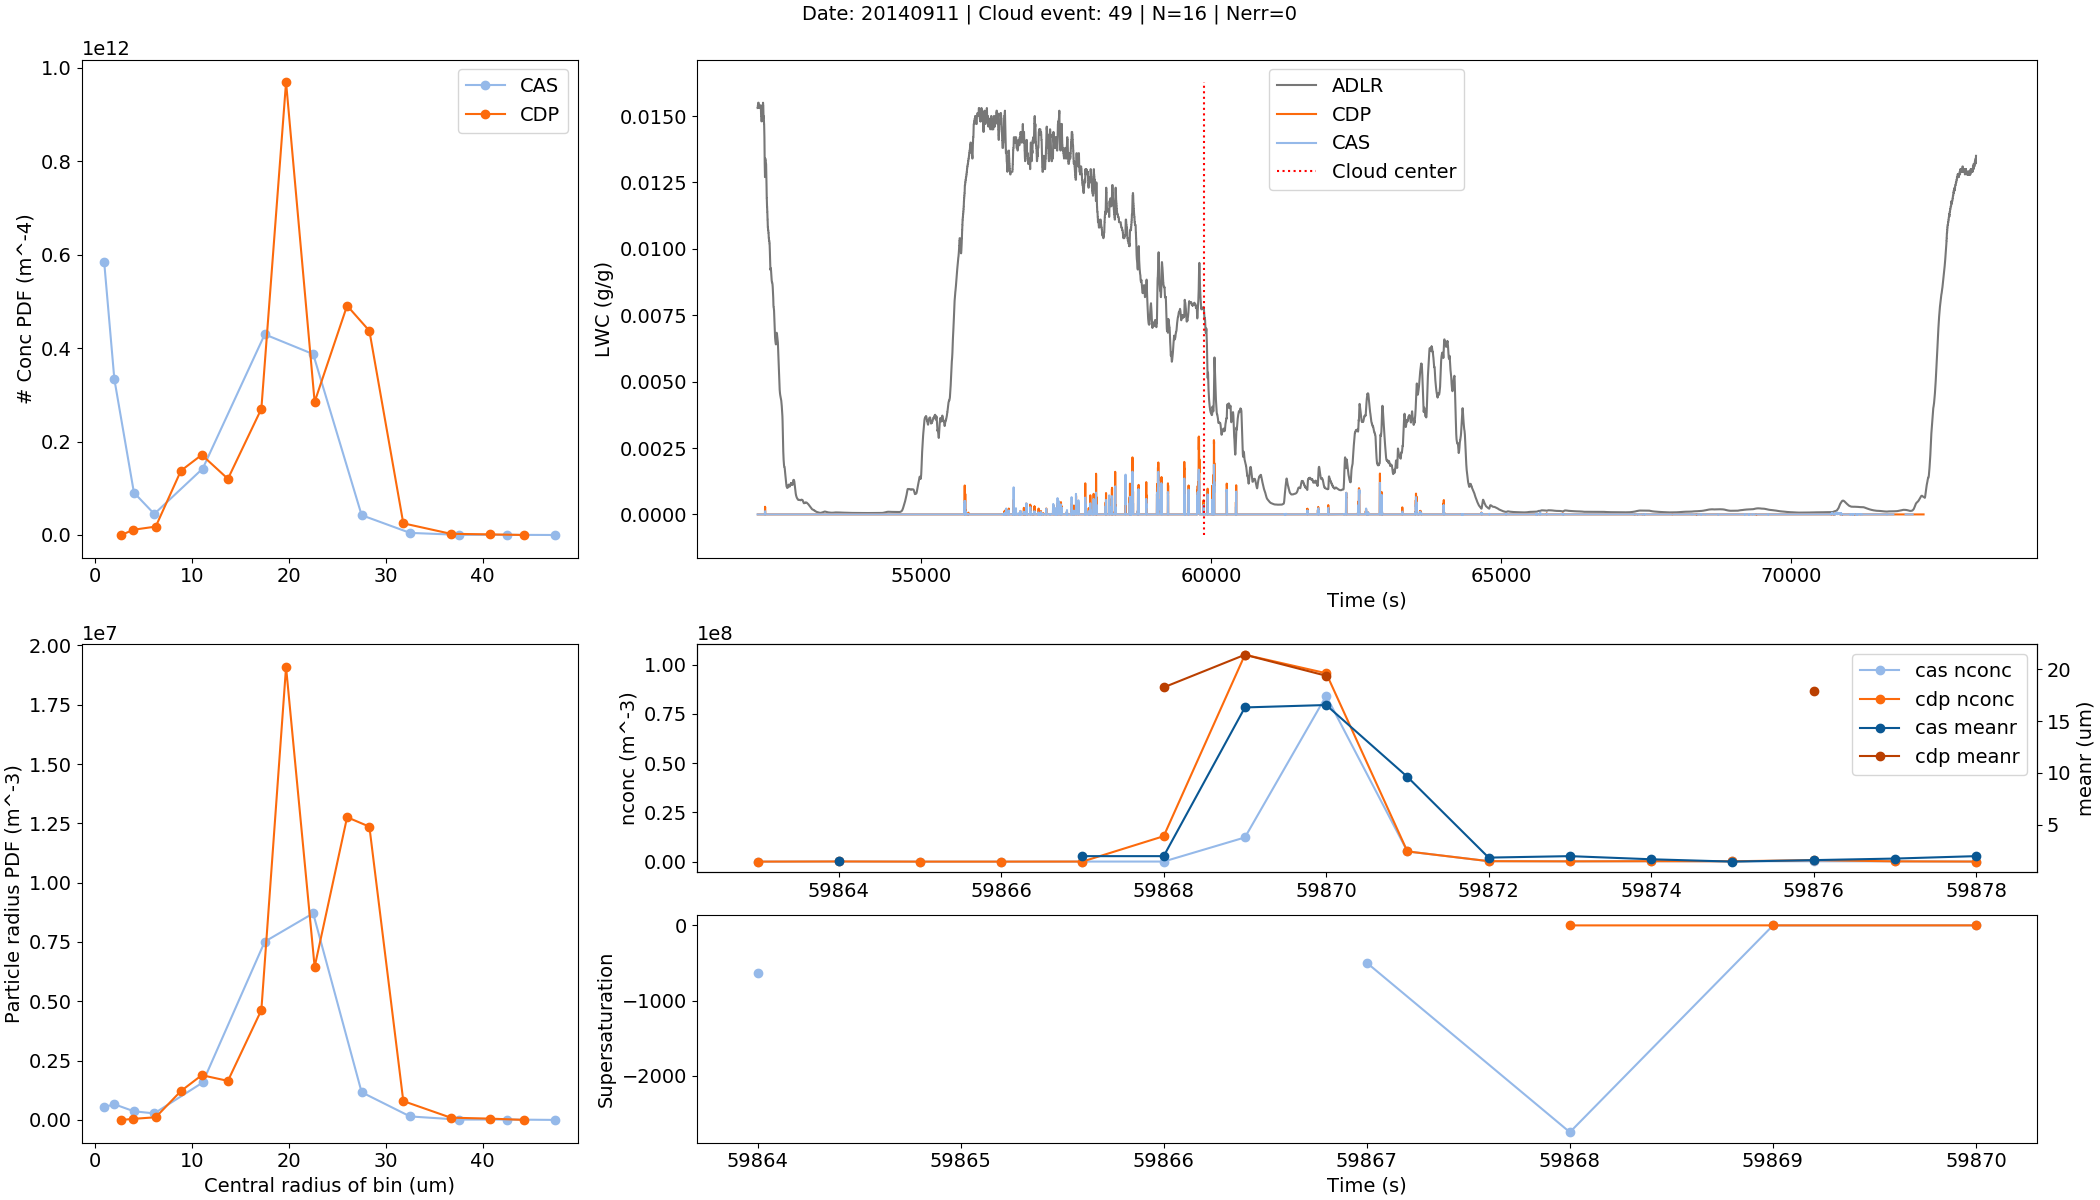 Date: 20140911 | Cloud event: 49 | N=16 | Nerr=0
1e12
# Conc PDF (m^-4)
1.0
0.8
0.6
0.4
0.2
0.0
0 10 20 30 40
CAS
CDP
LWC (g/g)
0.0150
0.0125
0.0100
0.0075
0.0050
0.0025
0.0000
55000 60000 65000 70000
Time (s)
ADLR
CDP
CAS
Cloud center
1e7
Particle radius PDF (m^-3)
2.00
1.75
1.50
1.25
1.00
0.75
0.50
0.25
0.00
0 10 20 30 40
Central radius of bin (um)
1e8
nconc (m^-3)
1.00
0.75
0.50
0.25
0.00
59864 59866 59868 59870 59872 59874 59876 59878
cas nconc
cdp nconc
cas meanr
cdp meanr
20
15
10
5
meanr (um)
Supersaturation
0
−1000
−2000
59864 59865 59866 59867 59868 59869 59870
Time (s)